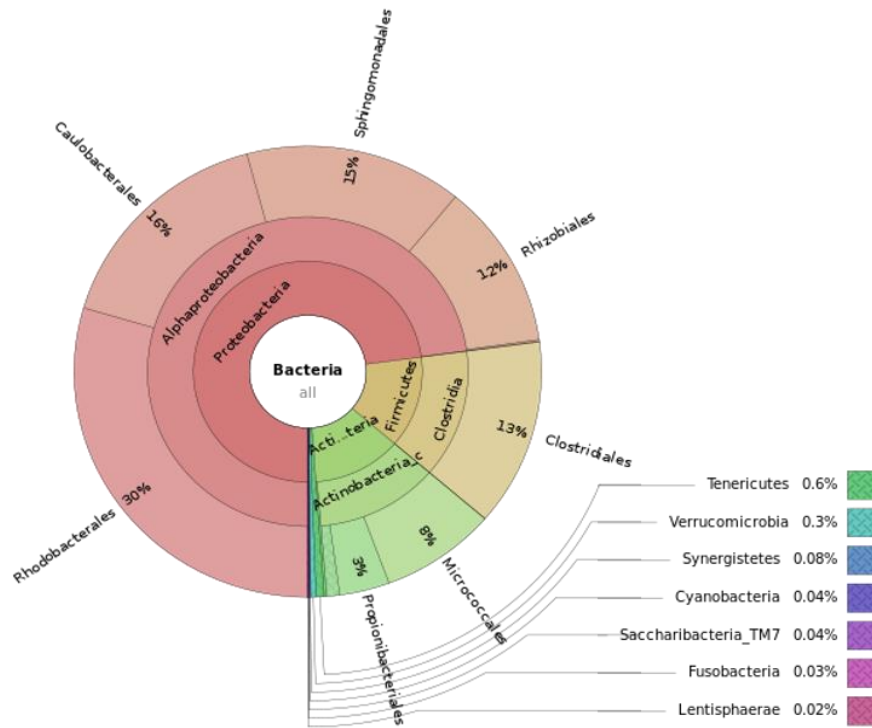 Sphingomonadales
15%
Caulobacterales
16%
Rhizobiales
12%
Alphaproteobacteria
Proteobacteria
Bacteria
all
Firmicutes
Clostridia
13%
Clostridiales
Acti...teria
Actinobacteria_c
30%
Rhodobacterales
8%
Micrococcales
3%
Propionibacteriales
Tenericutes 0.6%
Verrucomicrobia 0.3%
Synergistetes 0.08%
Cyanobacteria 0.04%
Saccharibacteria_TM7 0.04%
Fusobacteria 0.03%
Lentisphaerae 0.02%